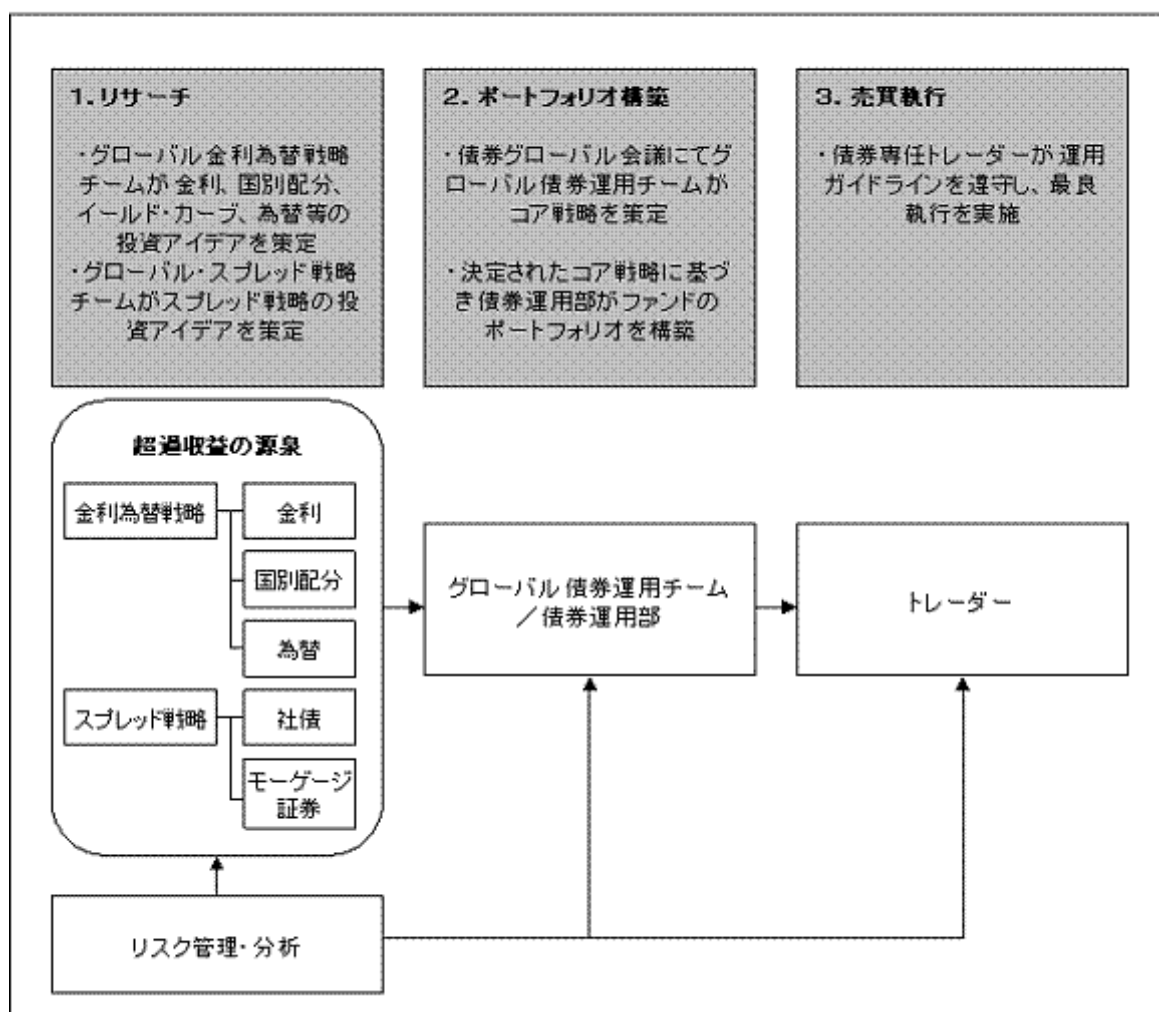 1. リサーチ
・グローバル金利為替戦略
チームが金利、国別配分、
イールド・カーブ、為替等の
投資アイデアを策定
・グローバル・スプレッド戦略
チームがスプレッド戦略の投
資アイデアを策定
2. ポートフォリオ構築
・債券グローバル会議にてグ
ローバル債券運用チームが
コア戦略を策定
・決定されたコア戦略に基づ
き債券運用部がファンドの
ポートフォリオを構築
3. 売買執行
・債券専任トレーダーが運用
ガイドラインを遵守し、最良
執行を実施
超過収益の源泉
金利為替戦略
金利
国別配分
為替
スプレッド戦略
社債
モーゲージ
証券
グローバル債券運用チーム
／債券運用部
トレーダー
リスク管理・分析